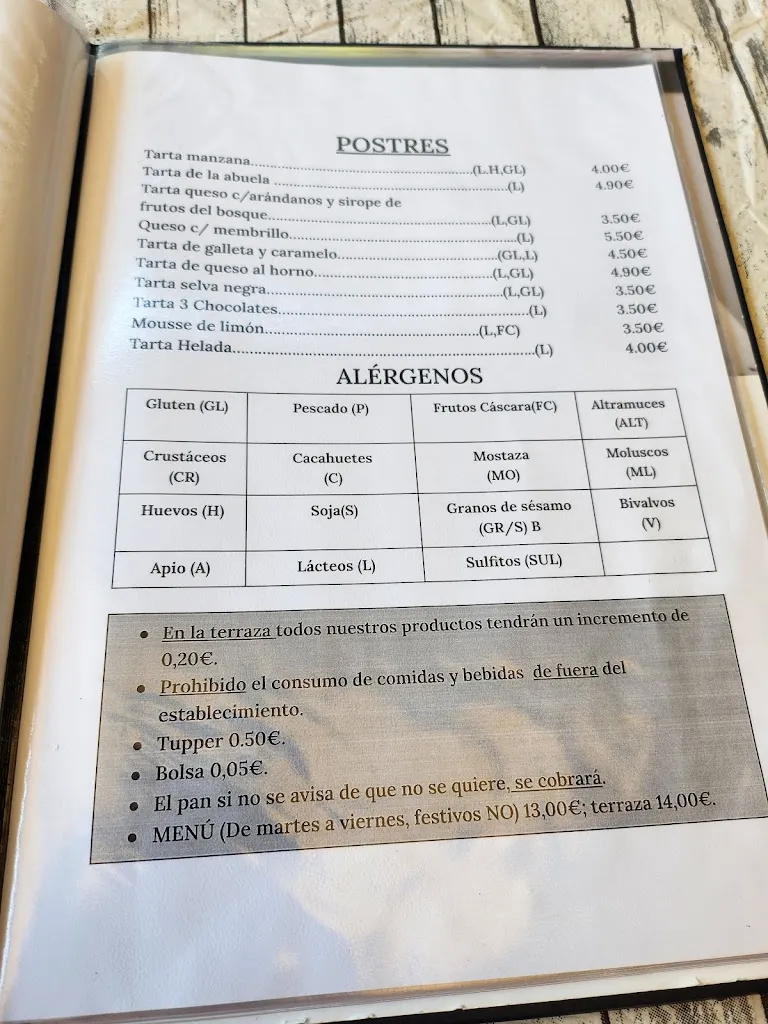 POSTRES
Tarta manzana..........................................(L.H,GL) 4.00€
Tarta de la abuela ..........................................(L) 4.90€
Tarta queso c/arándanos y sirope de
frutos del bosque..........................................(L,GL) 3.50€
Queso c/ membrillo..........................................(L) 5.50€
Tarta de galleta y caramelo..............................(GL,L) 4.50€
Tarta de queso al horno..................................(L,GL) 4.90€
Tarta selva negra..........................................(L,GL) 3.50€
Tarta 3 Chocolates..........................................(L) 3.50€
Mousse de limón..........................................(L,FC) 3.50€
Tarta Helada..................................................(L) 4.00€
ALÉRGENOS
Gluten (GL) Pescado (P) Frutos Cáscara(FC) Altramuces
(ALT)
Crustáceos Cacahuetes Mostaza Moluscos
(CR) (C) (MO) (ML)
Huevos (H) Soja(S) Granos de sésamo Bivalvos
(GR/S) B (V)
Apio (A) Lácteos (L) Sulfitos (SUL)
• En la terraza todos nuestros productos tendrán un incremento de
0,20€.
• Prohibido el consumo de comidas y bebidas de fuera del
establecimiento.
• Tupper 0.50€.
• Bolsa 0,05€.
• El pan si no se avisa de que no se quiere, se cobrará.
• MENÚ (De martes a viernes, festivos NO) 13,00€; terraza 14,00€.